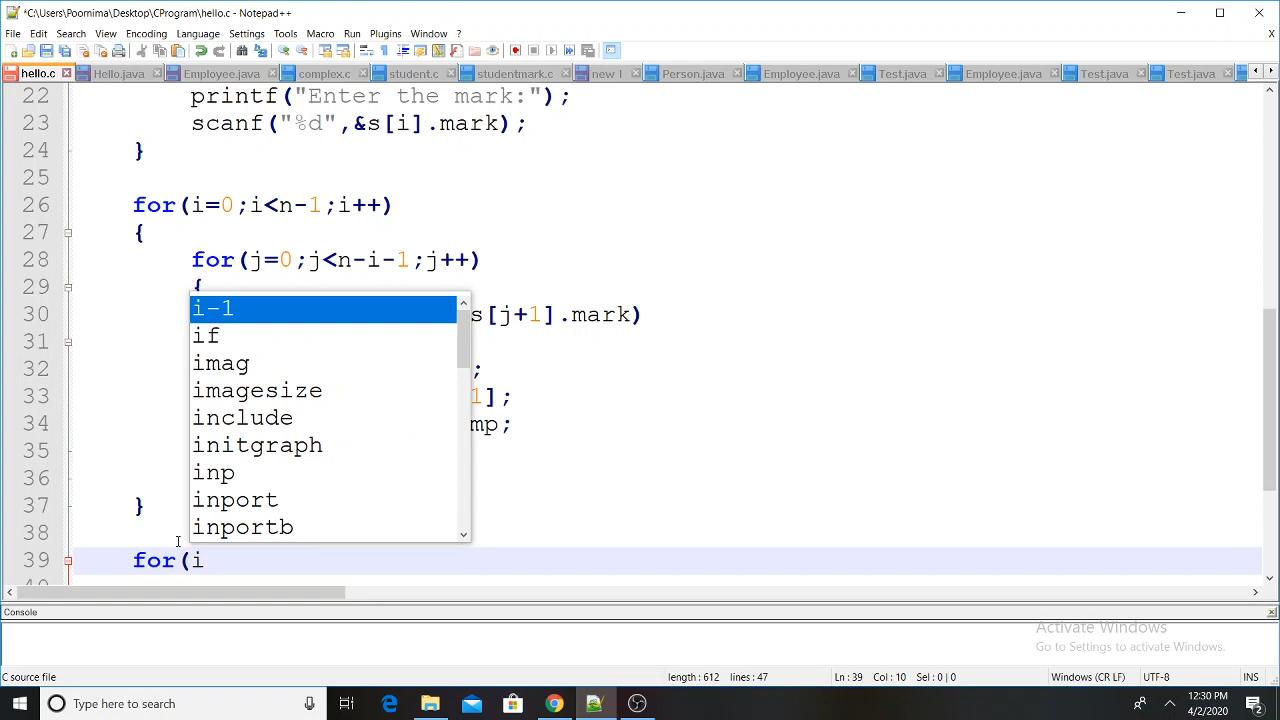 *C:\Users\Poornima\Desktop\CProgram\hello.c - Notepad++
File Edit Search View Encoding Language Settings Tools Macro Run Plugins Window ? X
hello.c Hello.java Employee.java complex.c student.c studentmark.c new 1 Person.java Employee.java Test.java Employee.java Test.java Test.java
22 printf("Enter the mark:");
23 scanf("%d",&s[i].mark);
24 }
25
26 for(i=0;i<n-1;i++)
27 {
28 for(j=0;j<n-i-1;j++)
29 {
30 s[j+1].mark)
31
32 ;
33 1];
34 mp;
35
36
37 }
38
39 for(i
i-1
if
imag
imagesize
include
initgraph
inp
inport
inportb
Console
Activate Windows
Go to Settings to activate Windows.
C source file length : 612 lines : 47 Ln : 39 Col : 10 Sel : 0 | 0 Windows (CR LF) UTF-8 INS
Type here to search
12:30 PM
4/2/2020